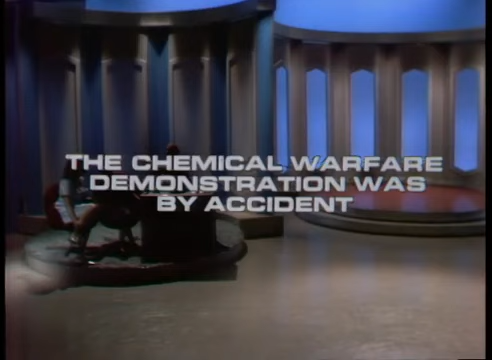 THE CHEMICAL WARFARE
DEMONSTRATION WAS
BY ACCIDENT